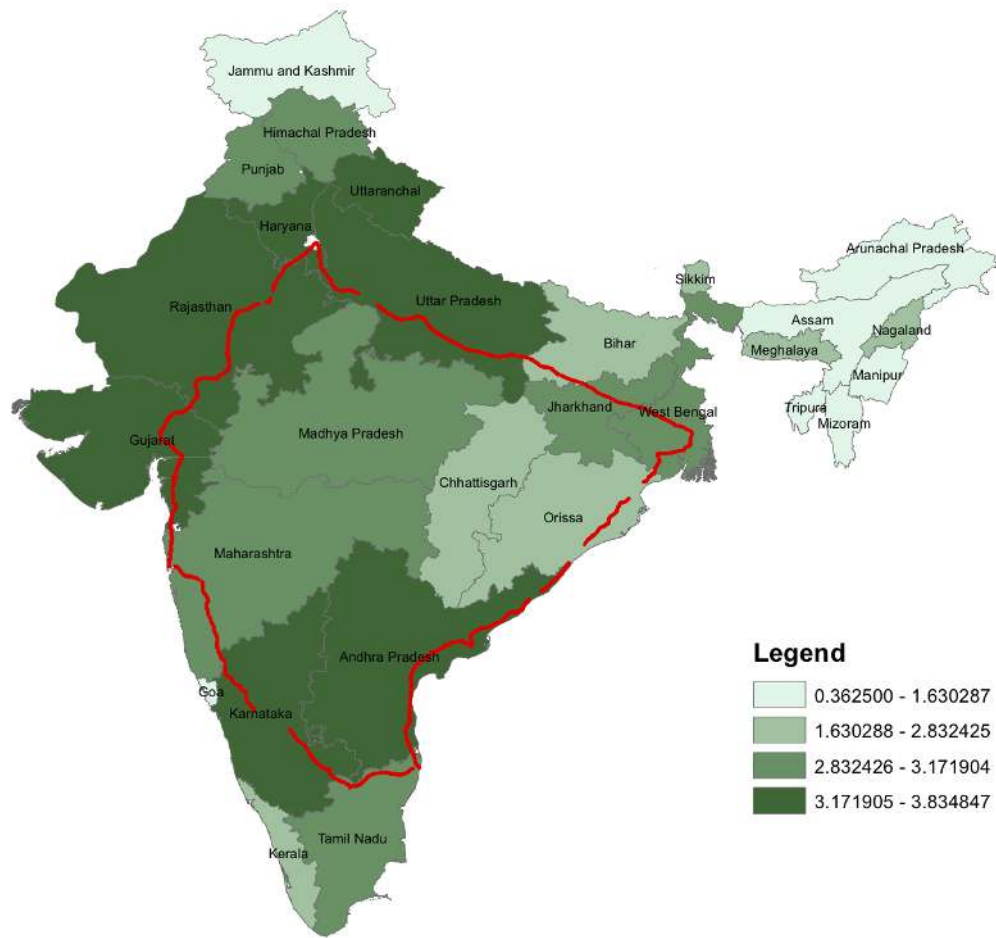 Jammu and Kashmir
Himachal Pradesh
Punjab
Uttaranchal
Haryana
Arunachal Pradesh
Sikkim
Rajasthan
Uttar Pradesh
Assam
Nagaland
Bihar
Meghalaya
Manipur
Jharkhand
West Bengal
Tripura
Mizoram
Gujarat
Madhya Pradesh
Chhattisgarh
Orissa
Maharashtra
Andhra Pradesh
Goa
Karnataka
Tamil Nadu
Kerala
Legend
0.362500 - 1.630287
1.630288 - 2.832425
2.832426 - 3.171904
3.171905 - 3.834847